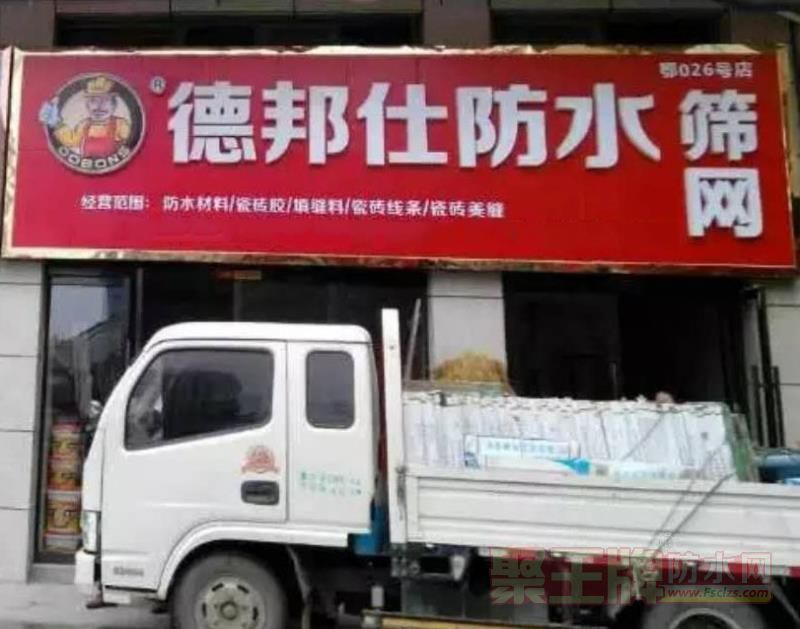 鄂026号店
DOBONS
®
德邦仕防水
筛网
经营范围：防水材料/瓷砖胶/填缝料/瓷砖线条/瓷砖美缝
聚王牌防水网
www.Fsclzs.com